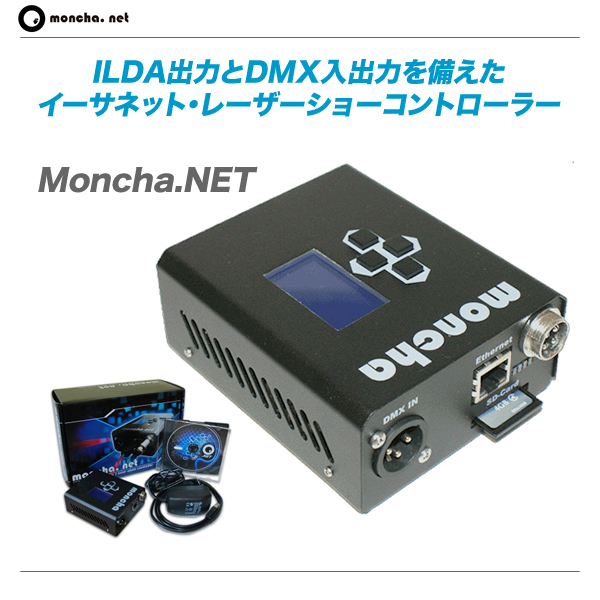 moncha. net
ILDA出力とDMX入出力を備えた
イーサネット・レーザーショーコントローラー
Moncha.NET
moncha
Ethernet
SD-Card
4GB
DMX IN
moncha. net
moncha